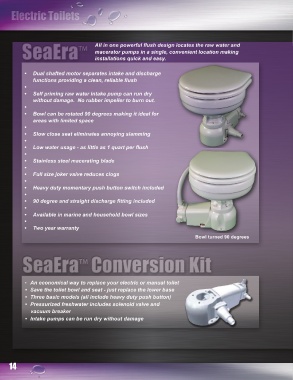 Electric Toilets
SeaEra™
All in one powerful flush design locates the raw water and
macerator pumps in a single, convenient location making
installations quick and easy.
• Dual shafted motor separates intake and discharge
functions providing a clean, reliable flush
•
• Self priming raw water intake pump can run dry
without damage. No rubber impeller to burn out.
•
• Bowl can be rotated 90 degrees making it ideal for
areas with limited space
•
• Slow close seat eliminates annoying slamming
•
• Low water usage - as little as 1 quart per flush
•
• Stainless steel macerating blade
•
• Full size joker valve reduces clogs
•
• Heavy duty momentary push button switch included
•
• 90 degree and straight discharge fitting included
•
• Available in marine and household bowl sizes
•
• Two year warranty
Bowl turned 90 degrees
SeaEra™ Conversion Kit
• An economical way to replace your electric or manual toilet
• Save the toilet bowl and seat - just replace the lower base
• Three basic models (all include heavy duty push button)
• Pressurized freshwater includes solenoid valve and
vacuum breaker
• Intake pumps can be run dry without damage
14